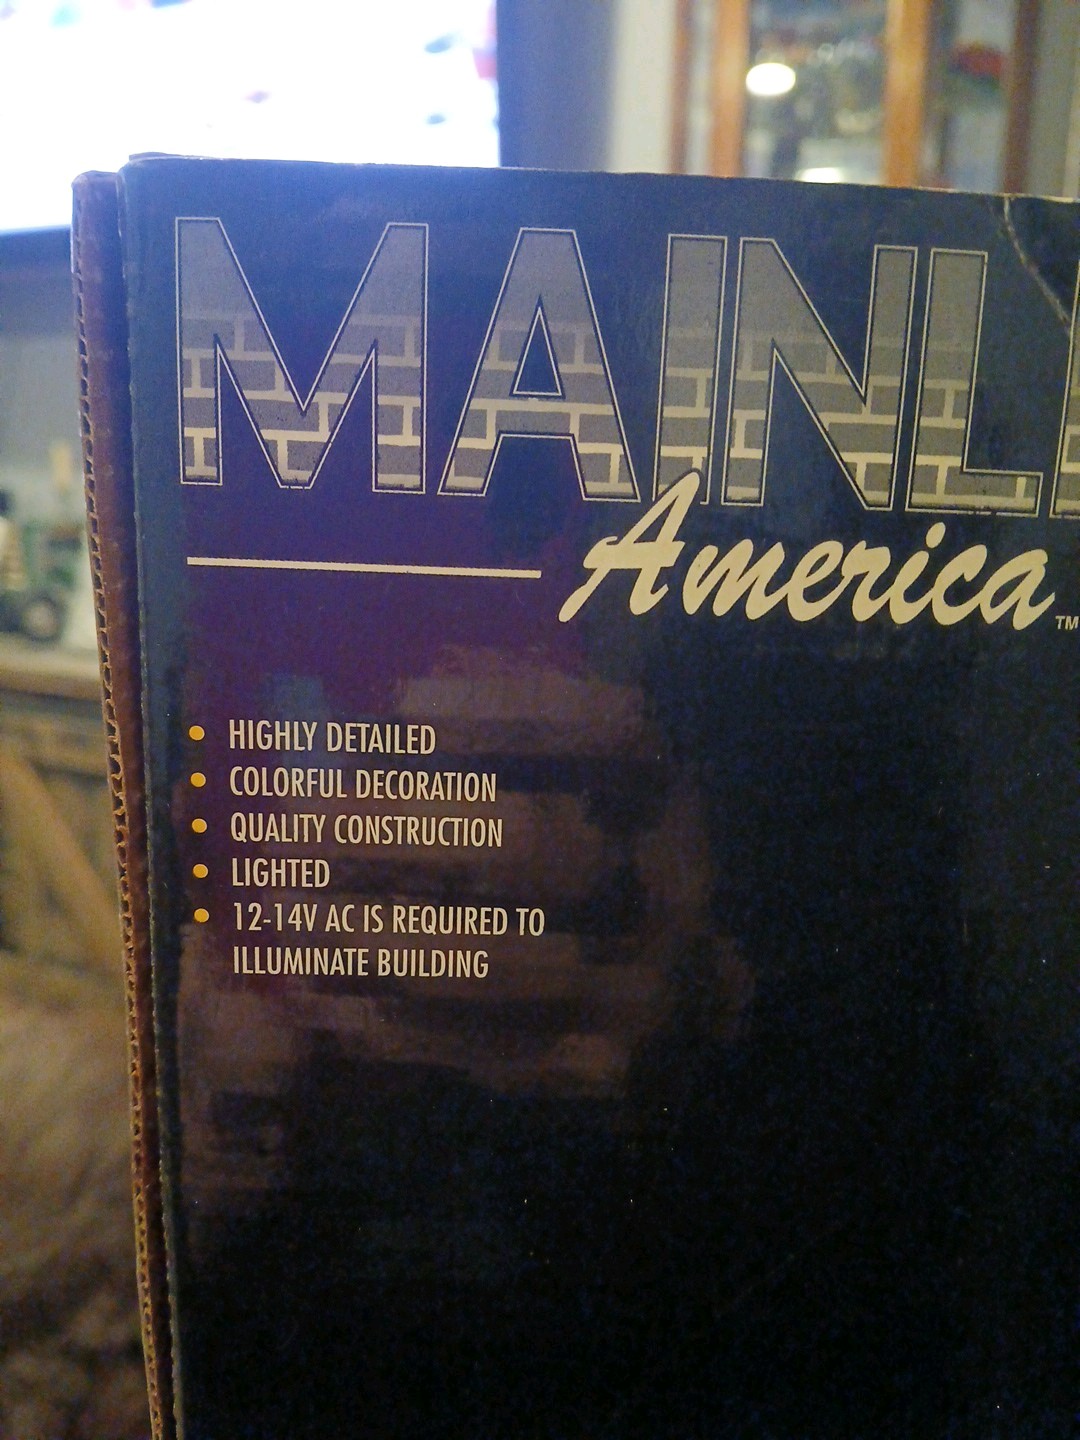 MAINL
America
TM
• HIGHLY DETAILED
• COLORFUL DECORATION
• QUALITY CONSTRUCTION
• LIGHTED
• 12-14V AC IS REQUIRED TO
ILLUMINATE BUILDING